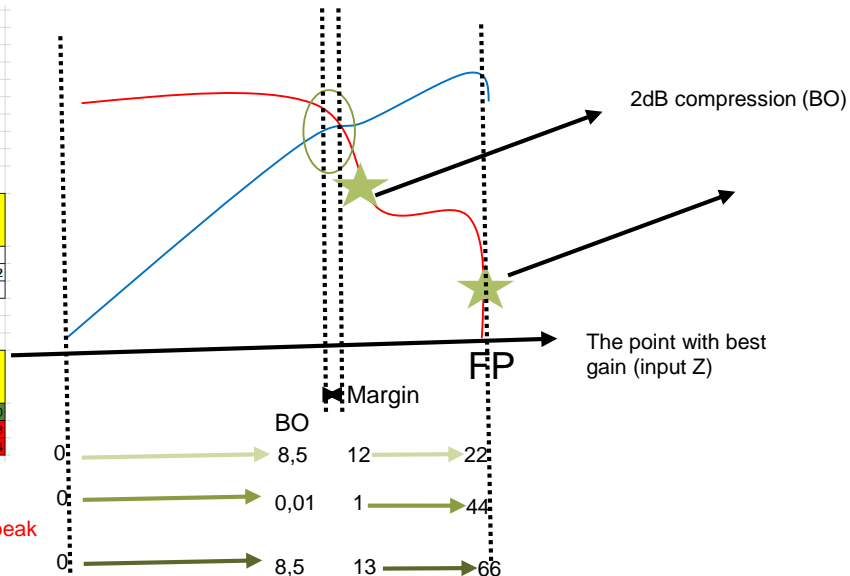 2dB compression (BO)
The point with best
gain (input Z)
FP
Margin
BO
0 8,5 12 22
0 0,01 1 44
peak
0 8,5 13 66